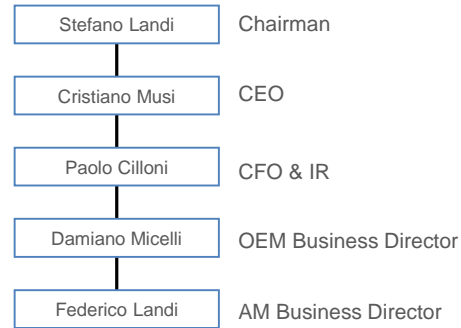 Stefano Landi Chairman
Cristiano Musi CEO
Paolo Cilloni CFO & IR
Damiano Micelli OEM Business Director
Federico Landi AM Business Director